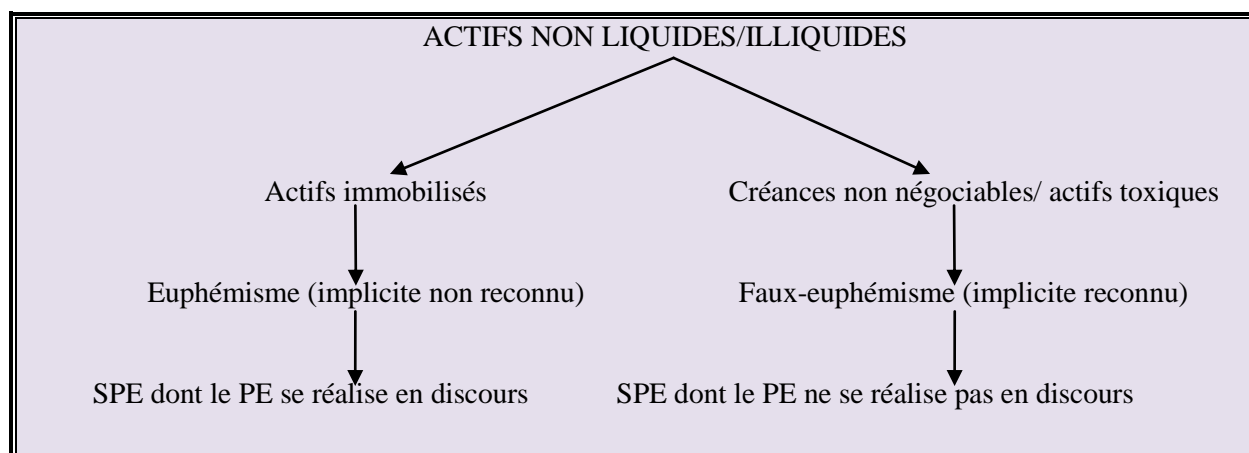 ACTIFS NON LIQUIDES/ILLIQUIDES
Actifs immobilisés
Créances non négociables/ actifs toxiques
Euphémisme (implicite non reconnu)
Faux-euphémisme (implicite reconnu)
SPE dont le PE se réalise en discours
SPE dont le PE ne se réalise pas en discours